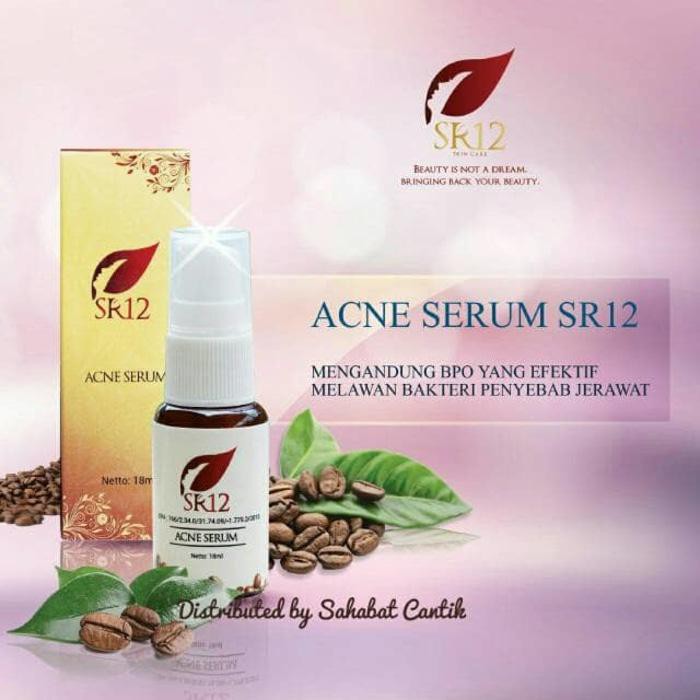 SR12
SKIN CARE
BEAUTY IS NOT A DREAM.
BRINGING BACK YOUR BEAUTY.
SR12
ACNE SERUM
Netto: 18m
ACNE SERUM SR12
MENGANDUNG BPO YANG EFEKTIF
MELAWAN BAKTERI PENYEBAB JERAWAT
SR12
ACNE SERUM
Netto: 18ml
Distributed by Sahabat Cantik